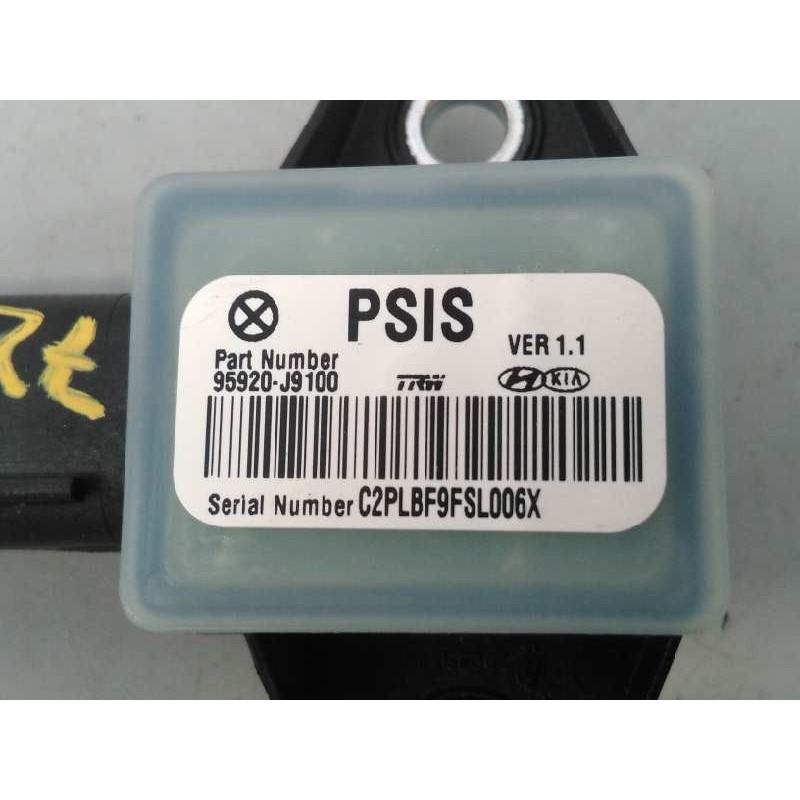 PSIS
VER 1.1
Part Number
95920-J9100
TRW
KIA
Serial Number C2PLBF9FSL006X